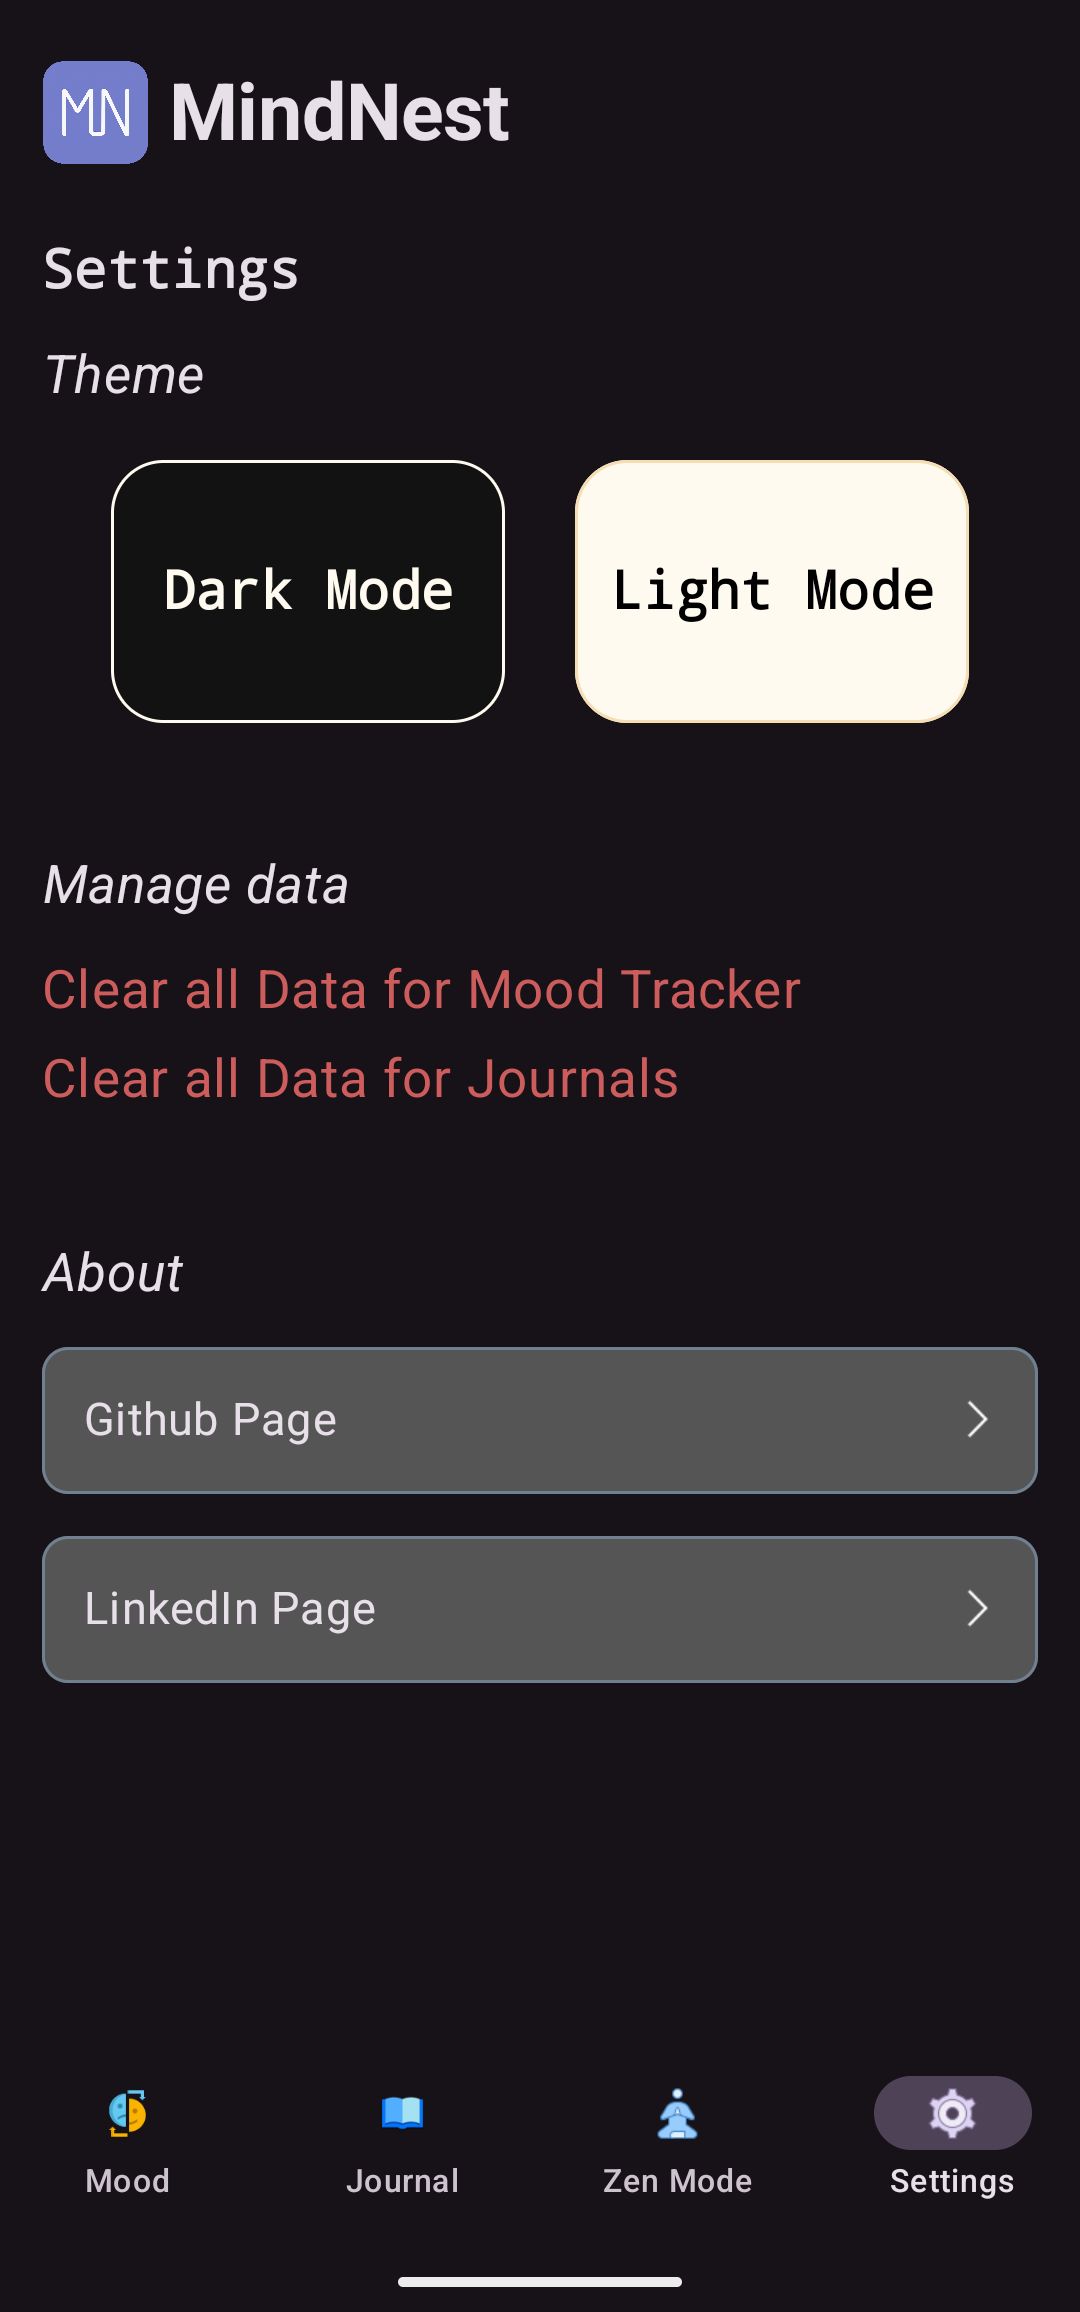 MN MindNest
Settings
Theme
Dark Mode
Light Mode
Manage data
Clear all Data for Mood Tracker
Clear all Data for Journals
About
Github Page
LinkedIn Page
Mood
Journal
Zen Mode
Settings